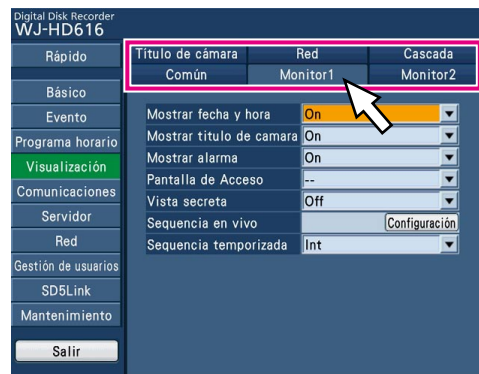 Digital Disk Recorder
WJ-HD616
Rápido
Básico
Evento
Programa horario
Visualización
Comunicaciones
Servidor
Red
Gestión de usuarios
SD5Link
Mantenimiento
Salir
Título de cámara Red Cascada
Común Monitor1 Monitor2
Mostrar fecha y hora On
Mostrar titulo de camara On
Mostrar alarma On
Pantalla de Acceso --
Vista secreta Off
Sequencia en vivo Configuración
Sequencia temporizada Int